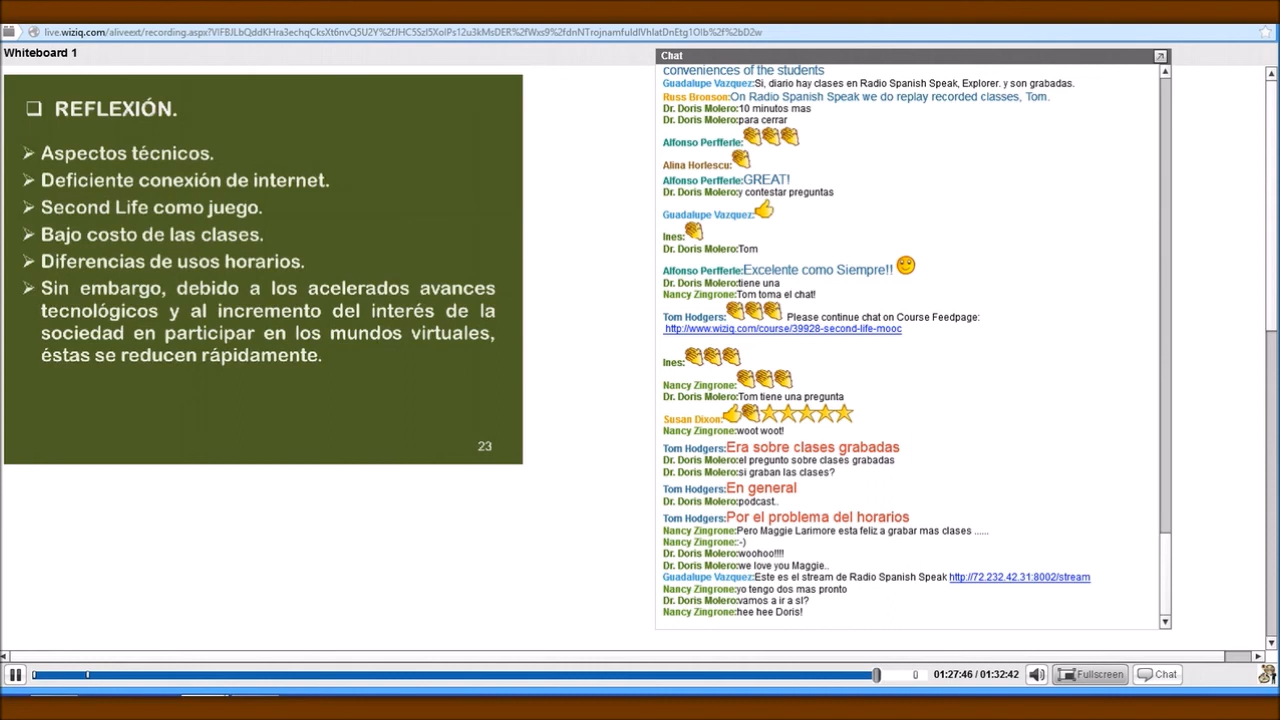 live.wiziq.com/aliveext/recording.aspx?VlFBJLbQddKHra3echqCksXt6nvQ5U2Y%2fJHC5SzI5XolPs12u3kMsDER%2fWxs9%2fdnNTrojnamfuldlVhlatDnEtg1OIb%2f%2bD2w
Whiteboard 1
REFLEXIÓN.
Aspectos técnicos.
Deficiente conexión de internet.
Second Life como juego.
Bajo costo de las clases.
Diferencias de usos horarios.
Sin embargo, debido a los acelerados avances
tecnológicos y al incremento del interés de la
sociedad en participar en los mundos virtuales,
éstas se reducen rápidamente.
23
Chat
conveniences of the students
Guadalupe Vazquez:Si, diario hay clases en Radio Spanish Speak, Explorer. y son grabadas.
Russ Bronson:On Radio Spanish Speak we do replay recorded classes, Tom.
Dr. Doris Molero:10 minutos mas
Dr. Doris Molero:para cerrar
Alfonso Perfferle:
Alina Horlescu:
Alfonso Perfferle:GREAT!
Dr. Doris Molero:y contestar preguntas
Guadalupe Vazquez:
Ines:
Dr. Doris Molero:Tom
Alfonso Perfferle:Excelente como Siempre!!
Dr. Doris Molero:tiene una
Nancy Zingrone:Tom toma el chat!
Tom Hodgers: Please continue chat on Course Feedpage:
http://www.wiziq.com/course/39928-second-life-mooc
Ines:
Nancy Zingrone:
Dr. Doris Molero:Tom tiene una pregunta
Susan Dixon:
Nancy Zingrone:woot woot!
Tom Hodgers:Era sobre clases grabadas
Dr. Doris Molero:el pregunto sobre clases grabadas
Dr. Doris Molero:si graban las clases?
Tom Hodgers:En general
Dr. Doris Molero:podcast..
Tom Hodgers:Por el problema del horarios
Nancy Zingrone:Pero Maggie Larimore esta feliz a grabar mas clases ......
Nancy Zingrone::-)
Dr. Doris Molero:woohoo!!!!
Dr. Doris Molero:we love you Maggie..
Guadalupe Vazquez:Este es el stream de Radio Spanish Speak http://72.232.42.31:8002/stream
Nancy Zingrone:yo tengo dos mas pronto
Dr. Doris Molero:vamos a ir a sl?
Nancy Zingrone:hee hee Doris!
0 01:27:46 / 01:32:42 Fullscreen Chat